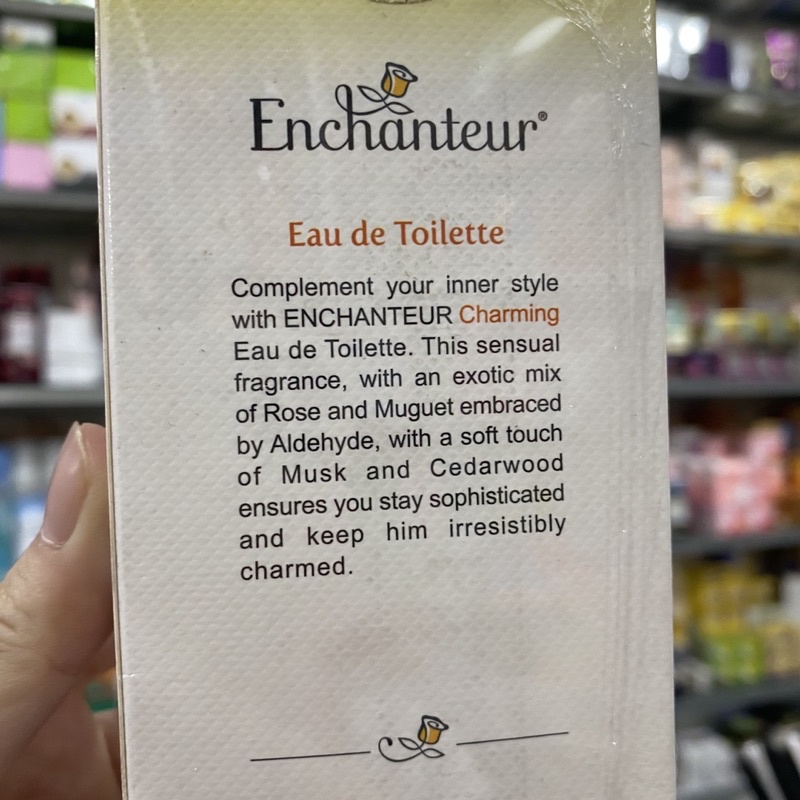 Enchanteur®
Eau de Toilette
Complement your inner style
with ENCHANTEUR Charming
Eau de Toilette. This sensual
fragrance, with an exotic mix
of Rose and Muguet embraced
by Aldehyde, with a soft touch
of Musk and Cedarwood
ensures you stay sophisticated
and keep him irresistibly
charmed.